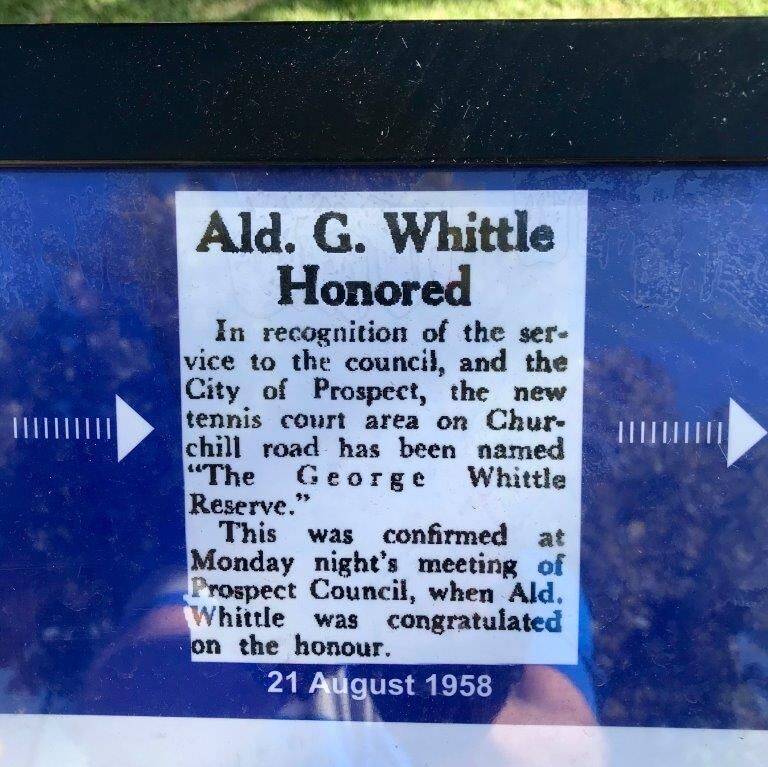 Ald. G. Whittle
Honored
In recognition of the ser-
vice to the council, and the
City of Prospect, the new
tennis court area on Chur-
chill road has been named
"The George Whittle
Reserve."
This was confirmed at
Monday night's meeting of
Prospect Council, when Ald.
Whittle was congratulated
on the honour.
21 August 1958